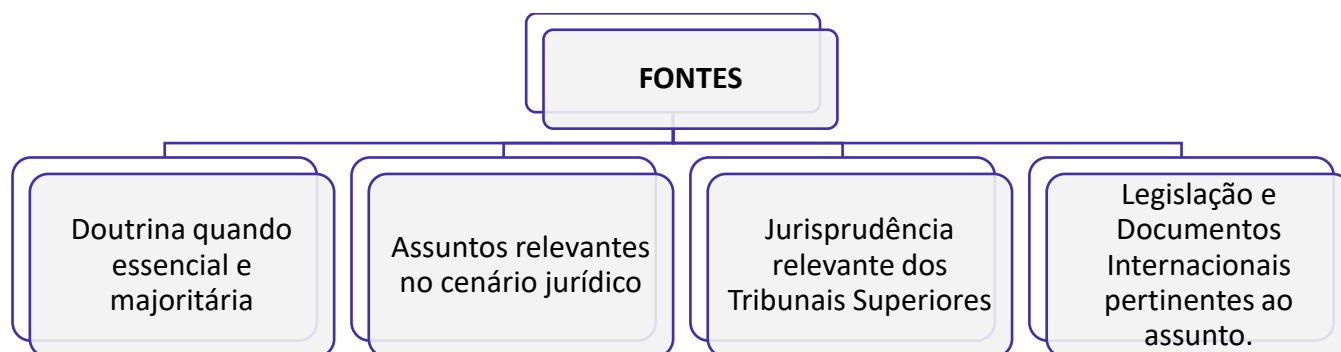 FONTES
Doutrina quando
essencial e
majoritária
Assuntos relevantes
no cenário jurídico
Jurisprudência
relevante dos
Tribunais Superiores
Legislação e
Documentos
Internacionais
pertinentes ao
assunto.